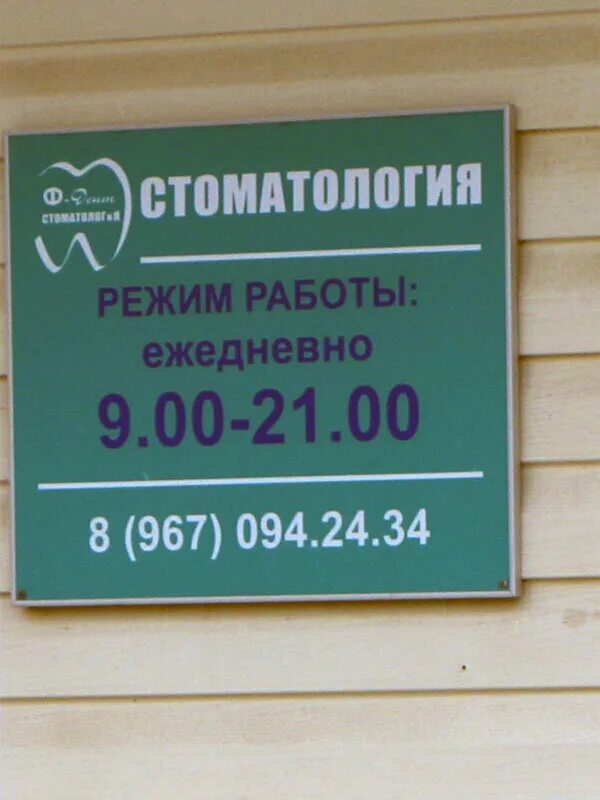 Ф-Дент
СТОМАТОЛОГиЯ
СТОМАТОЛОГИЯ
РЕЖИМ РАБОТЫ:
ежедневно
9.00-21.00
8 (967) 094.24.34